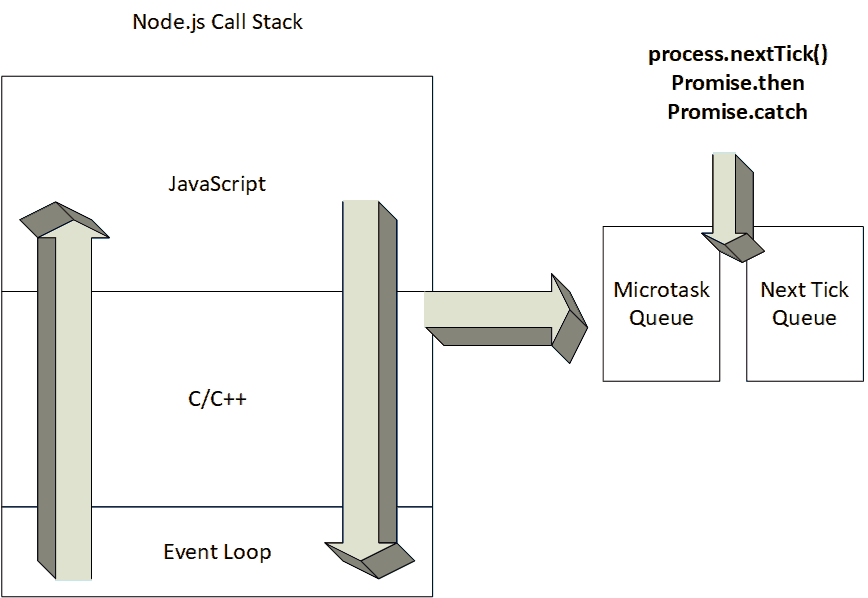 Node.js Call Stack
process.nextTick()
Promise.then
Promise.catch
JavaScript
Microtask
Queue
Next Tick
Queue
C/C++
Event Loop